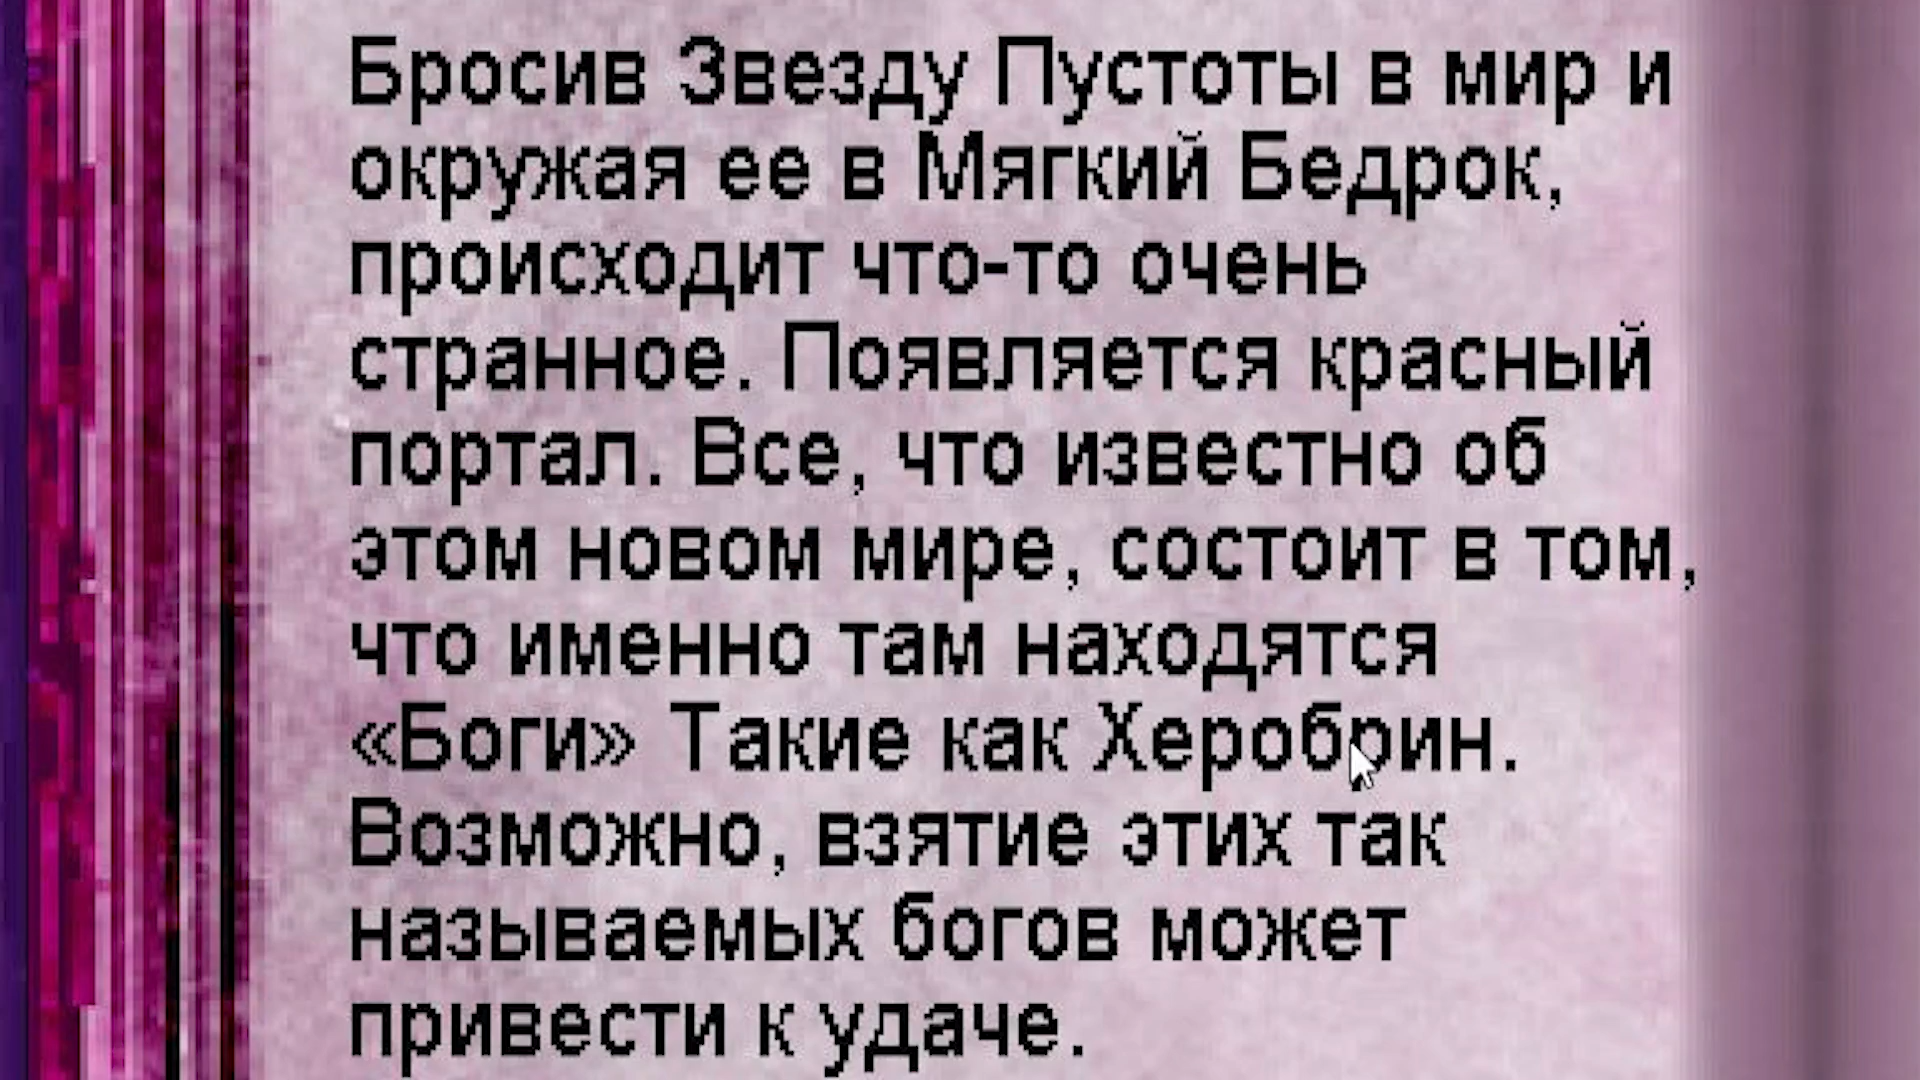 Бросив Звезду Пустоты в мир и
окружая ее в Мягкий Бедрок,
происходит что-то очень
странное. Появляется красный
портал. Все, что известно об
этом новом мире, состоит в том,
что именно там находятся
«Боги» Такие как Херобрин.
Возможно, взятие этих так
называемых богов может
привести к удаче.